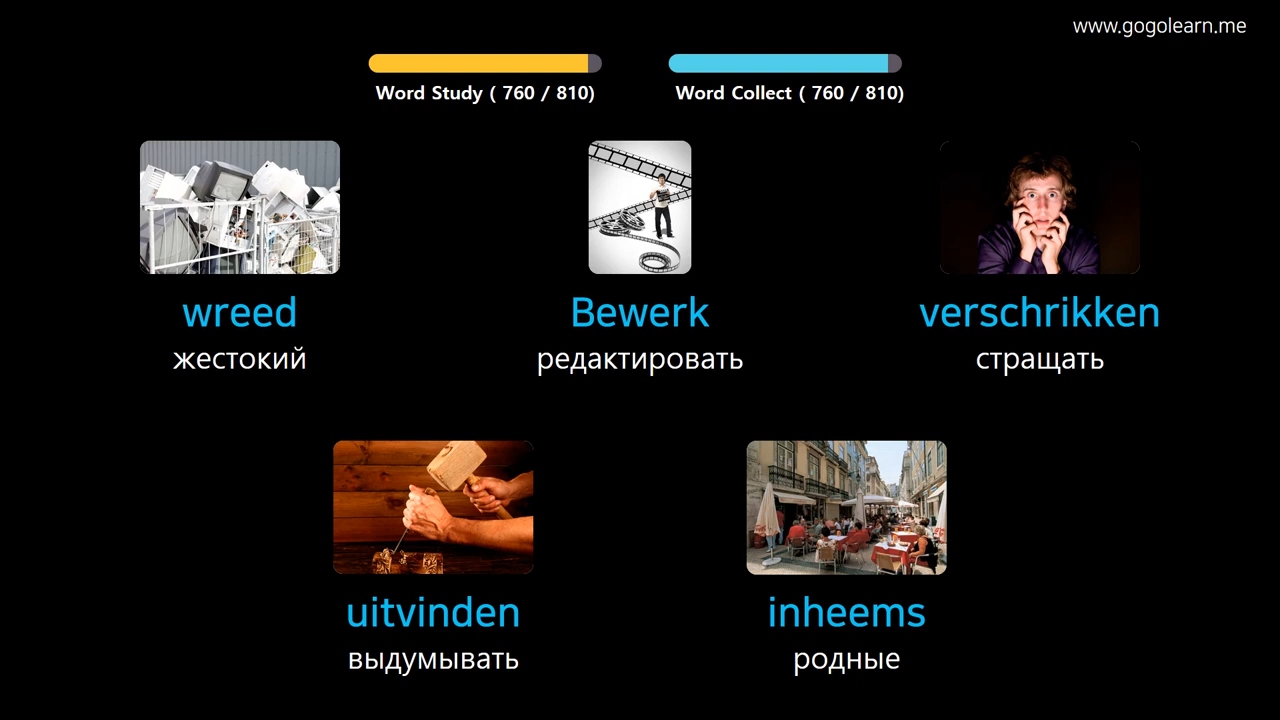 www.gogolearn.me
Word Study ( 760 / 810)
Word Collect ( 760 / 810)
wreed
жестокий
Bewerk
редактировать
verschrikken
стращать
uitvinden
выдумывать
inheems
родные